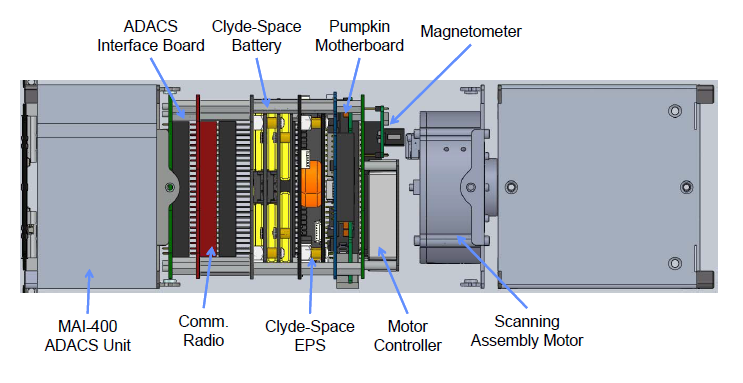 ADACS
Interface Board
Clyde-Space
Battery
Pumpkin
Motherboard
Magnetometer
MAI-400
ADACS Unit
Comm.
Radio
Clyde-Space
EPS
Motor
Controller
Scanning
Assembly Motor